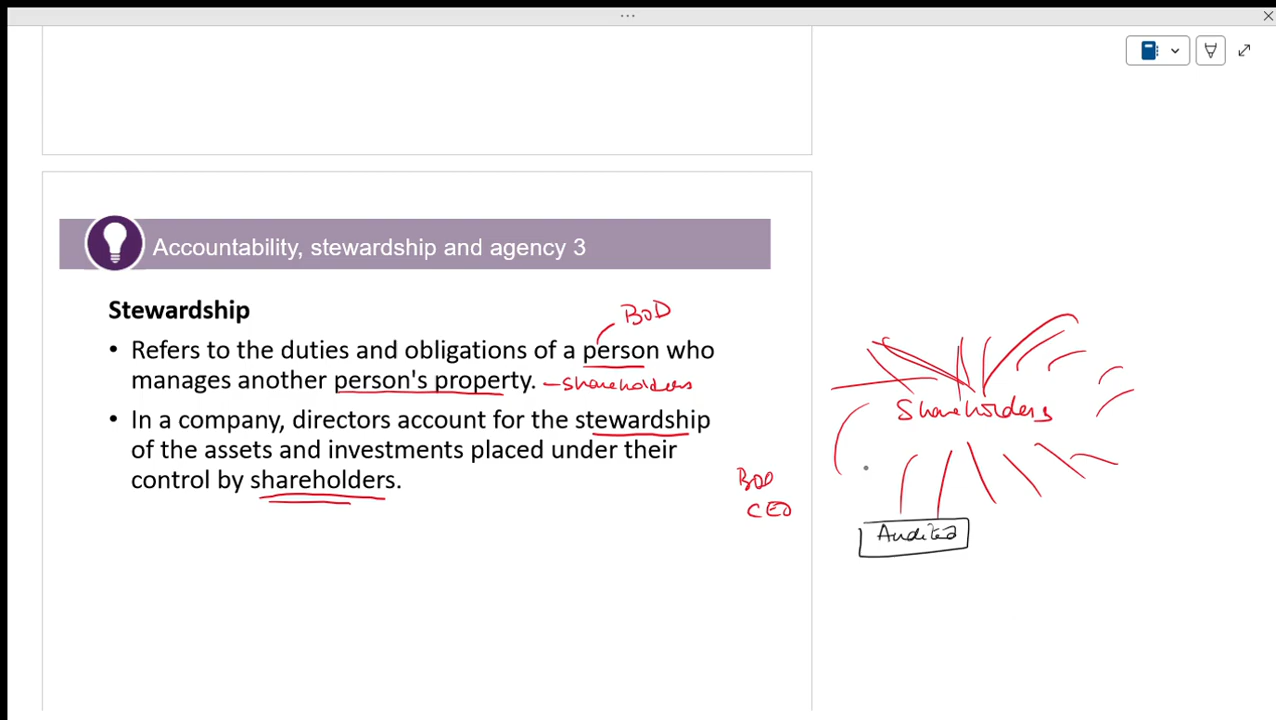 Accountability, stewardship and agency 3
Stewardship
BOD
• Refers to the duties and obligations of a person who
manages another person's property. – shareholders
• In a company, directors account for the stewardship
of the assets and investments placed under their
control by shareholders.
Shareholders
BOD
CEO
Audited